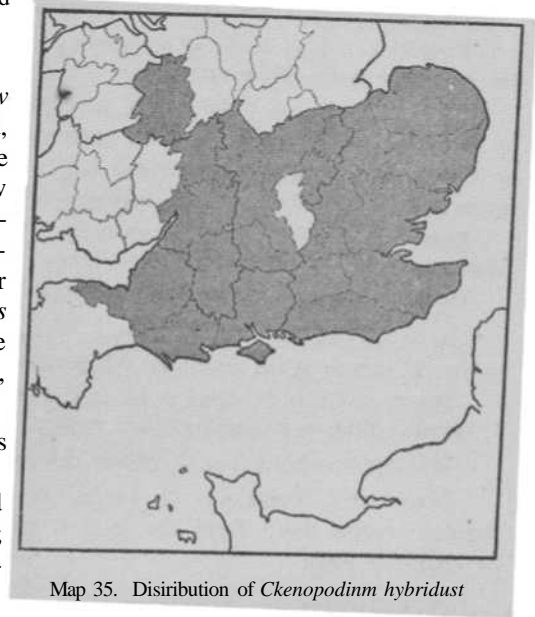 w
,
e
y
–
–
r
s
e
,
s
l
Map 35. Disiribution of Ckenopodinm hybridust